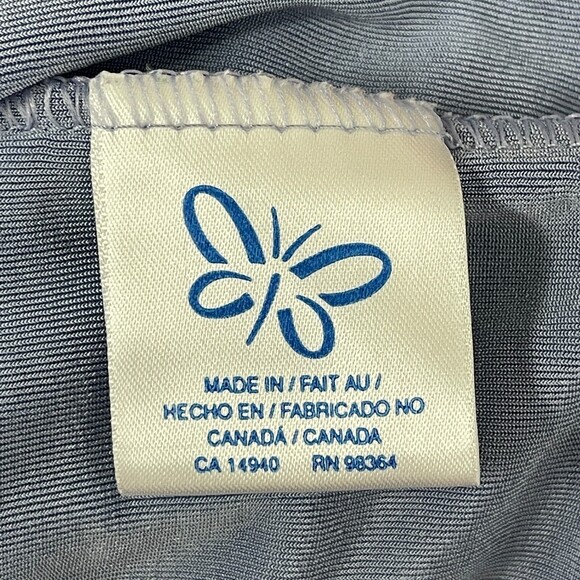 MADE IN / FAIT AU /
HECHO EN / FABRICADO NO
CANADÁ / CANADA
CA 14940 RN 98364